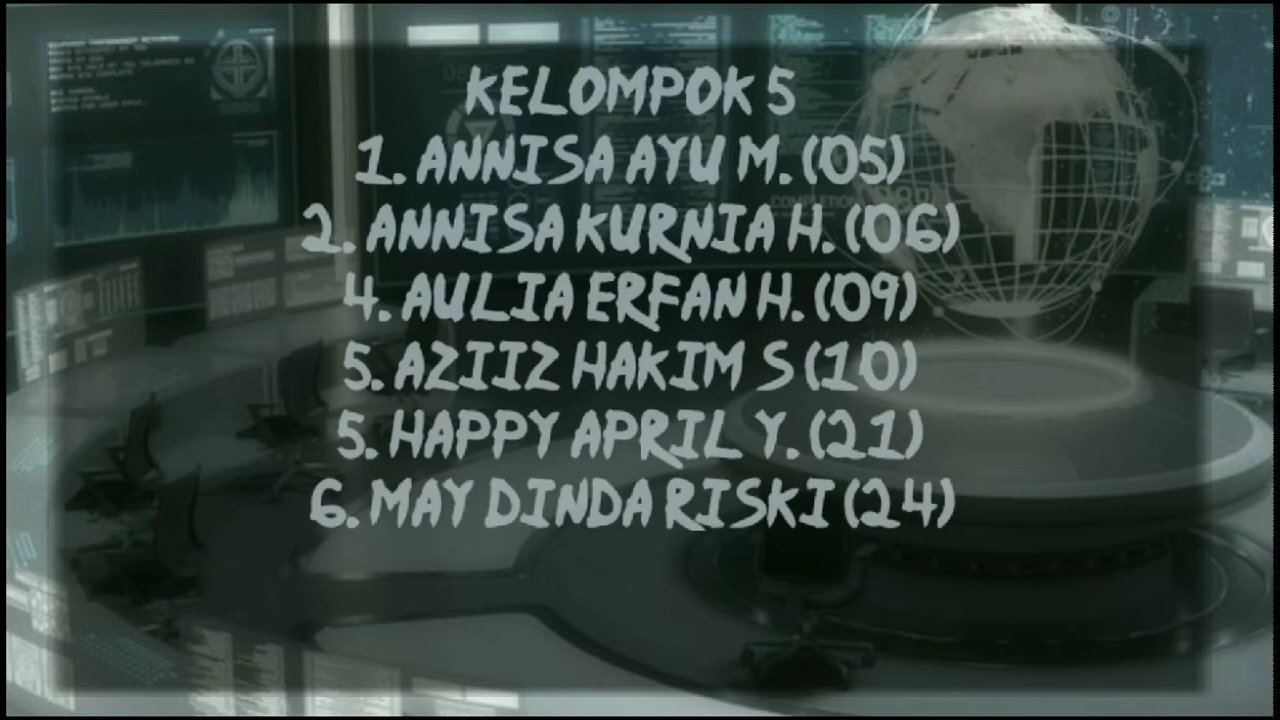 KELOMPOK 5
1. ANNISA AYU M. (05)
2. ANNISA KURNIA H. (06)
4. AULIA ERFAN H. (09)
5. AZIIZ HAKIM S (10)
5. HAPPY APRIL Y. (21)
6. MAY DINDA RISKI (24)